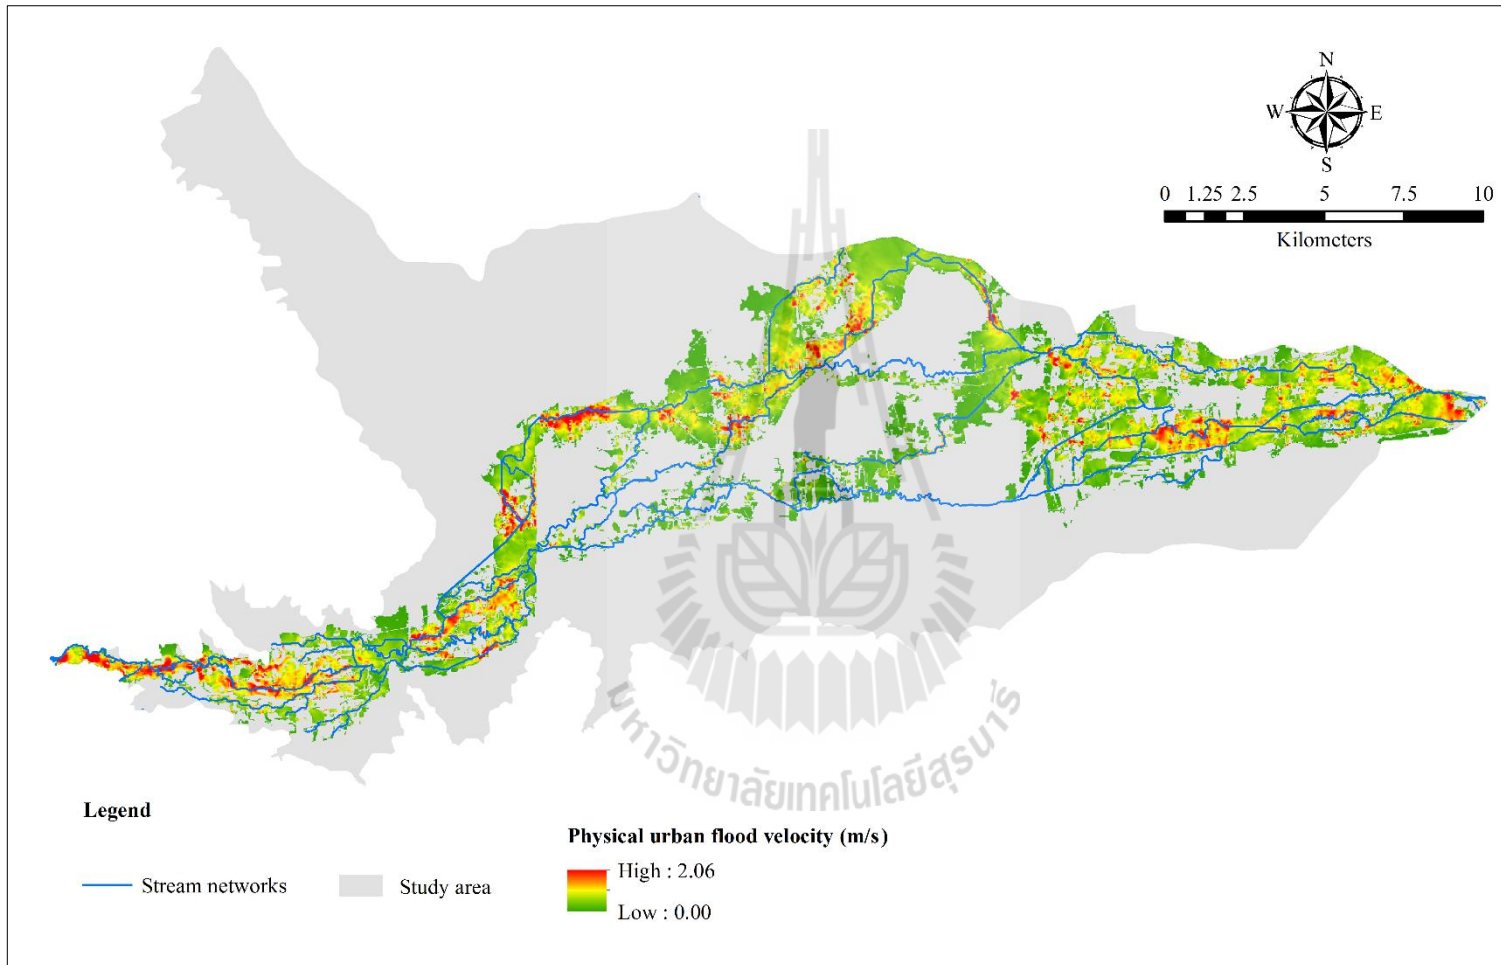 N
W E
S
0 1.25 2.5 5 7.5 10
Kilometers
มหาวิทยาลัยเทคโนโลยีสุรนารี
Legend
Physical urban flood velocity (m/s)
Stream networks
Study area
High : 2.06
Low : 0.00